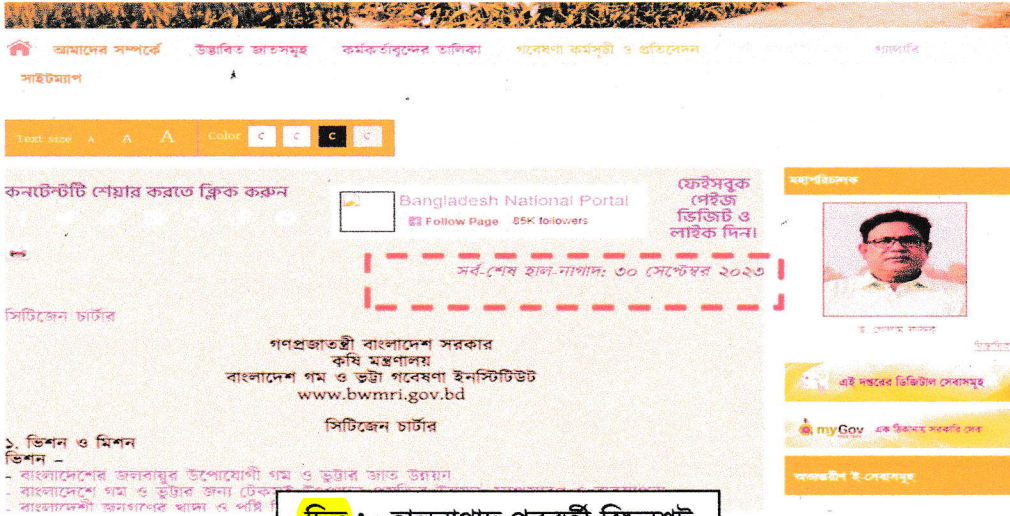 আমাদের সম্পর্কে উদ্ভাবিত জাতসমূহ কর্মকর্তাবৃন্দের তালিকা গবেষণা কর্মসূচী ও প্রতিবেদন গ্যালারি
সাইটম্যাপ
Text size A A A Color C C C C
কনটেন্টটি শেয়ার করতে ক্লিক করুন
Bangladesh National Portal
Follow Page 85K followers
ফেইসবুক
পেইজ
ভিজিট ও
লাইক দিন।
সর্ব-শেষ হাল-নাগাদ: ৩০ সেপ্টেম্বর ২০২৩
সিটিজেন চার্টার
গণপ্রজাতন্ত্রী বাংলাদেশ সরকার
কৃষি মন্ত্রণালয়
বাংলাদেশ গম ও ভুট্টা গবেষণা ইনস্টিটিউট
www.bwmri.gov.bd
সিটিজেন চার্টার
১. ভিশন ও মিশন
ভিশন –
- বাংলাদেশের জলবায়ুর উপোযোগী গম ও ভুট্টার জাত উন্নয়ন
- বাংলাদেশে গম ও ভুট্টার জন্য
- বাংলাদেশী জনগণের খাদ্য ও পুষ্টি
মহাপরিচালক
এই দপ্তরের ডিজিটাল সেবাসমূহ
myGov এক ঠিকানায় সরকারি সেবা
অভ্যন্তরীণ ই-সেবাসমূহ